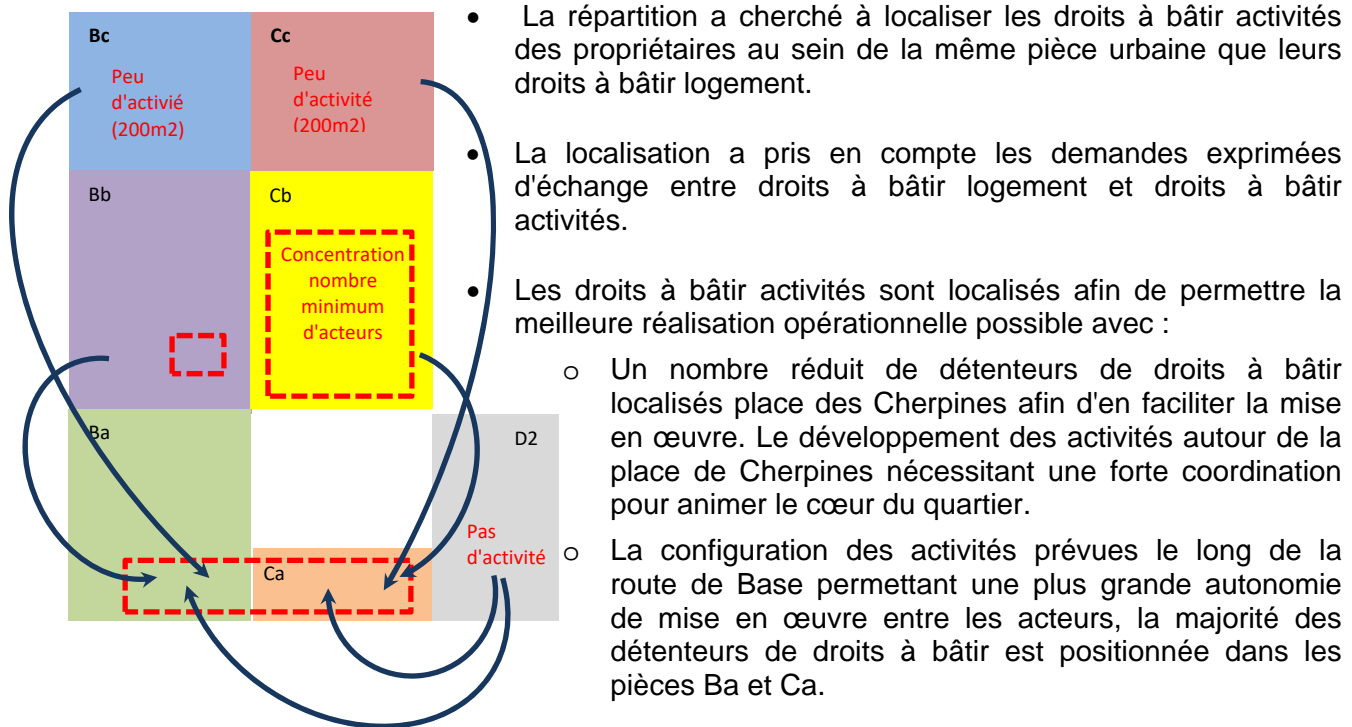 Bc
Peu
d'activié
(200m2)
Cc
Peu
d'activité
(200m2)
Bb
Cb
Concentration
nombre
minimum
d'acteurs
Ba
D2
Pas
d'activité
Ca
• La répartition a cherché à localiser les droits à bâtir activités
des propriétaires au sein de la même pièce urbaine que leurs
droits à bâtir logement.
• La localisation a pris en compte les demandes exprimées
d'échange entre droits à bâtir logement et droits à bâtir
activités.
• Les droits à bâtir activités sont localisés afin de permettre la
meilleure réalisation opérationnelle possible avec :
o Un nombre réduit de détenteurs de droits à bâtir
localisés place des Cherpines afin d'en faciliter la mise
en œuvre. Le développement des activités autour de la
place de Cherpines nécessitant une forte coordination
pour animer le cœur du quartier.
o La configuration des activités prévues le long de la
route de Base permettant une plus grande autonomie
de mise en œuvre entre les acteurs, la majorité des
détenteurs de droits à bâtir est positionnée dans les
pièces Ba et Ca.